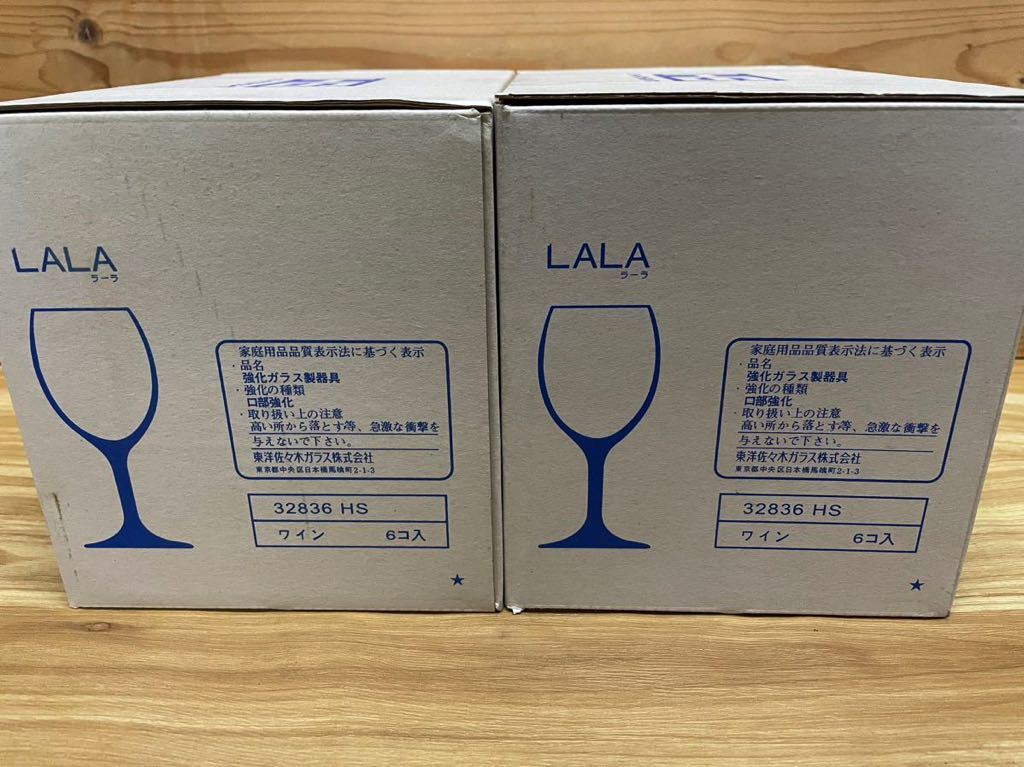 LALA
ラーラ
家庭用品品質表示法に基づく表示
・品名
強化ガラス製器具
・強化の種類
口部強化
・取り扱い上の注意
高い所から落とす等、急激な衝撃を
与えないで下さい。
東洋佐々木ガラス株式会社
東京都中央区日本橋馬喰町2-1-3
32836 HS
ワイン 6コ入
★
LALA
ラーラ
家庭用品品質表示法に基づく表示
・品名
強化ガラス製器具
・強化の種類
口部強化
・取り扱い上の注意
高い所から落とす等、急激な衝撃を
与えないで下さい。
東洋佐々木ガラス株式会社
東京都中央区日本橋馬喰町2-1-3
32836 HS
ワイン 6コ入
★